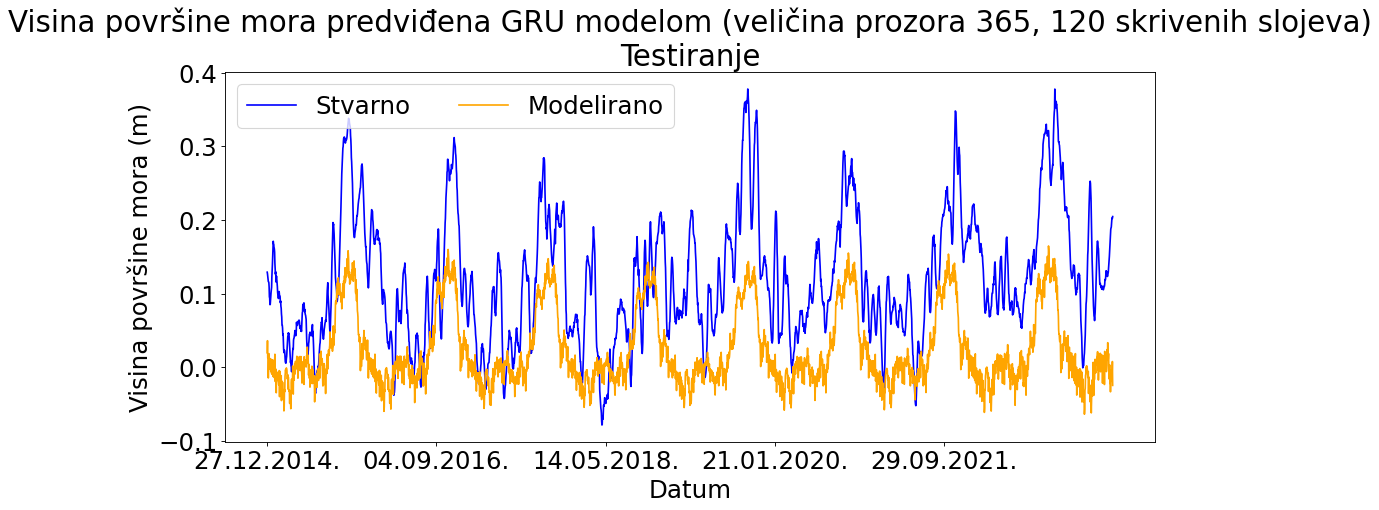 Visina površine mora predviđena GRU modelom (veličina prozora 365, 120 skrivenih slojeva)
Testiranje
Stvarno Modelirano
Visina površine mora (m)
0.4
0.3
0.2
0.1
0.0
−0.1
27.12.2014. 04.09.2016. 14.05.2018. 21.01.2020. 29.09.2021.
Datum